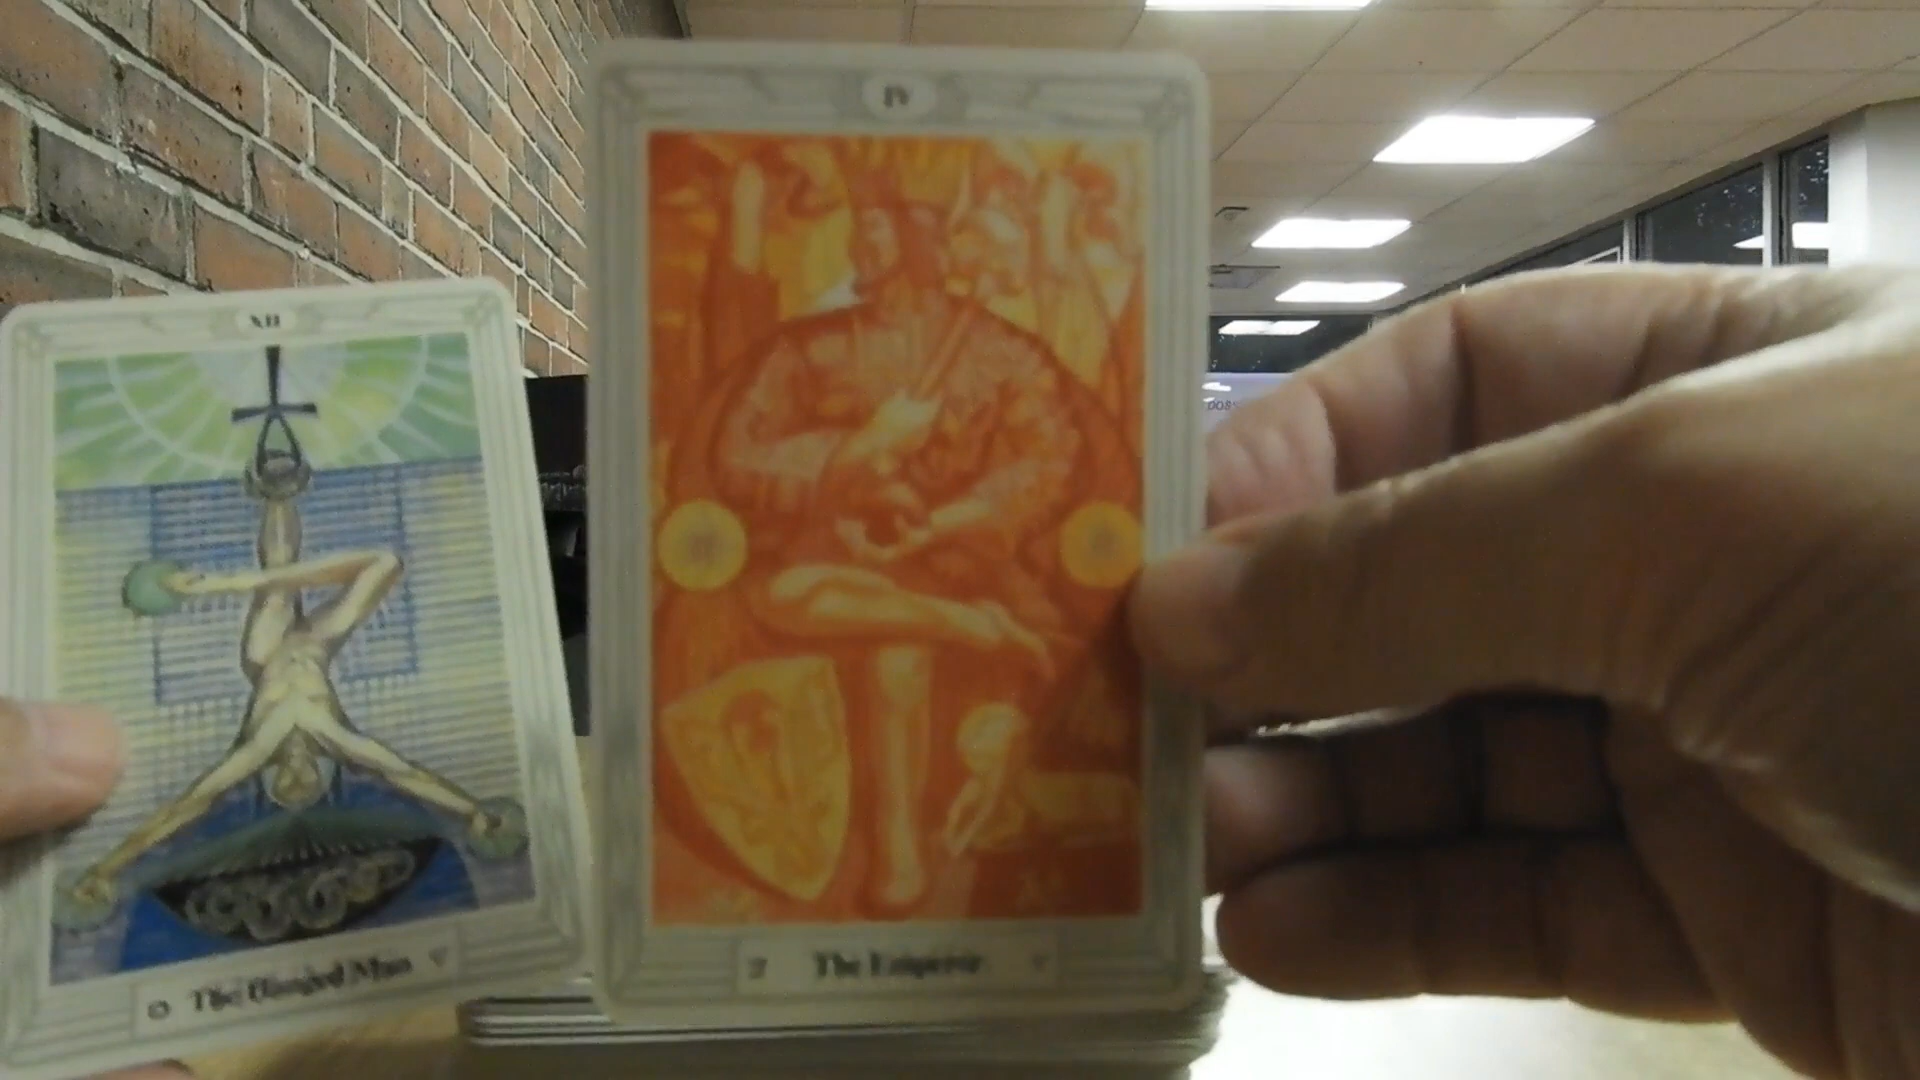 XII
The Hanged Man
IV
The Emperor